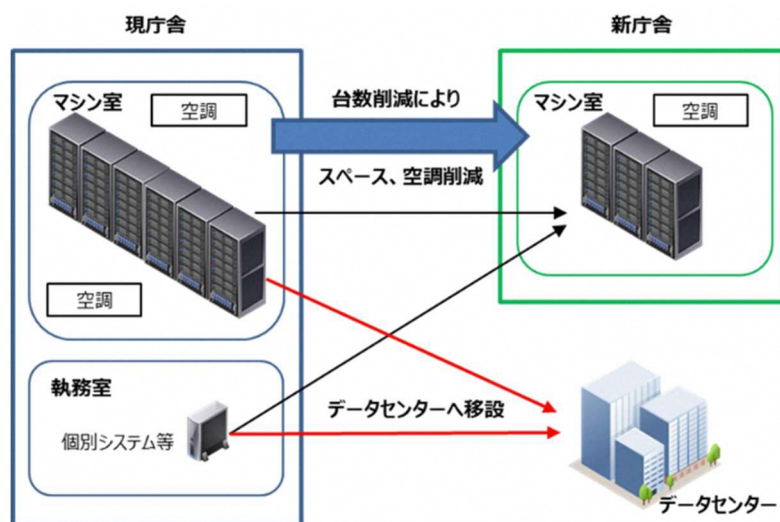 現庁舎
新庁舎
マシン室
空調
台数削減により
マシン室
空調
スペース、空調削減
空調
執務室
個別システム等
データセンターへ移設
データセンター